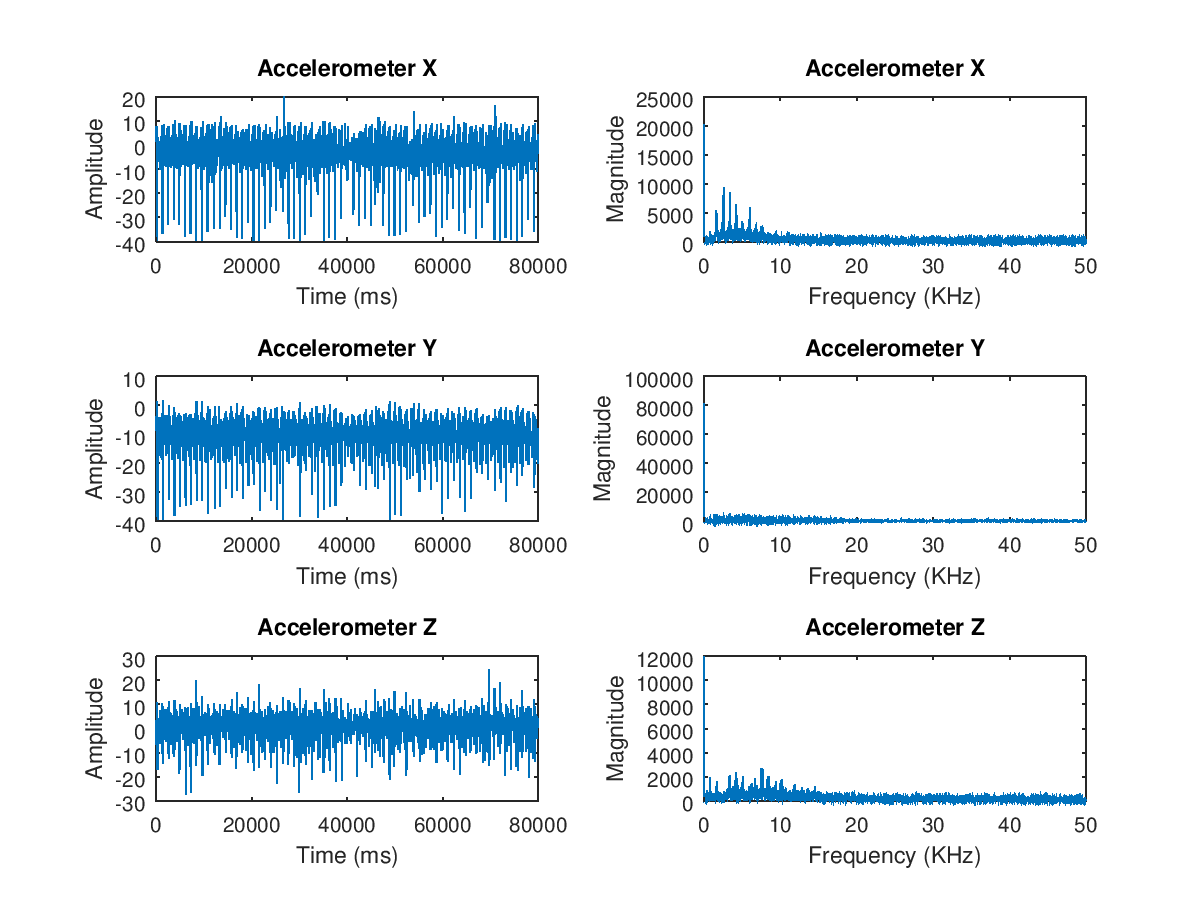 Accelerometer X
20
10
0
-10
-20
-30
-40
Amplitude
0 20000 40000 60000 80000
Time (ms)
Accelerometer X
25000
20000
15000
10000
5000
0
Magnitude
0 10 20 30 40 50
Frequency (KHz)
Accelerometer Y
10
0
-10
-20
-30
-40
Amplitude
0 20000 40000 60000 80000
Time (ms)
Accelerometer Y
100000
80000
60000
40000
20000
0
Magnitude
0 10 20 30 40 50
Frequency (KHz)
Accelerometer Z
30
20
10
0
-10
-20
-30
Amplitude
0 20000 40000 60000 80000
Time (ms)
Accelerometer Z
12000
10000
8000
6000
4000
2000
0
Magnitude
0 10 20 30 40 50
Frequency (KHz)